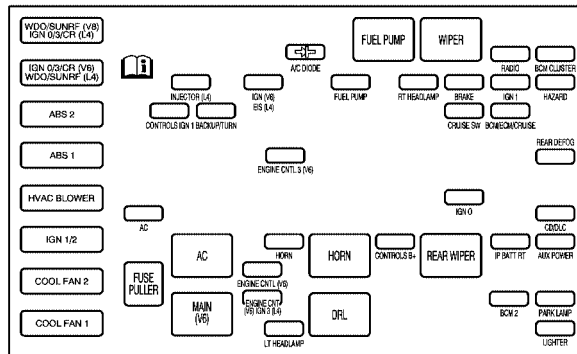 WDO/SUNRF (V8)
IGN 0/3/CR (L4)
IGN 0/3/CR (V6)
WDO/SUNRF (L4)
ABS 2
ABS 1
HVAC BLOWER
IGN 1/2
COOL FAN 2
COOL FAN 1
A/C DIODE
FUEL PUMP
WIPER
RADIO
BCM CLUSTER
INJECTOR (L4)
IGN (V6)
EIS (L4)
FUEL PUMP
RT HEADLAMP
BRAKE
IGN 1
HAZARD
CONTROLS IGN 1
BACKUP/TURN
CRUISE SW
BCM/ECM/CRUISE
REAR DEFOG
ENGINE CNTL 3 (V6)
IGN 0
AC
CD/DLC
AC
HORN
HORN
CONTROLS B+
REAR WIPER
IP BATT RT
AUX POWER
FUSE
PULLER
ENGINE CNTL (V6)
MAIN
(V6)
ENGINE CNT
(V6) IGN 3 (L4)
DRL
LT HEADLAMP
BCM 2
PARK LAMP
LIGHTER